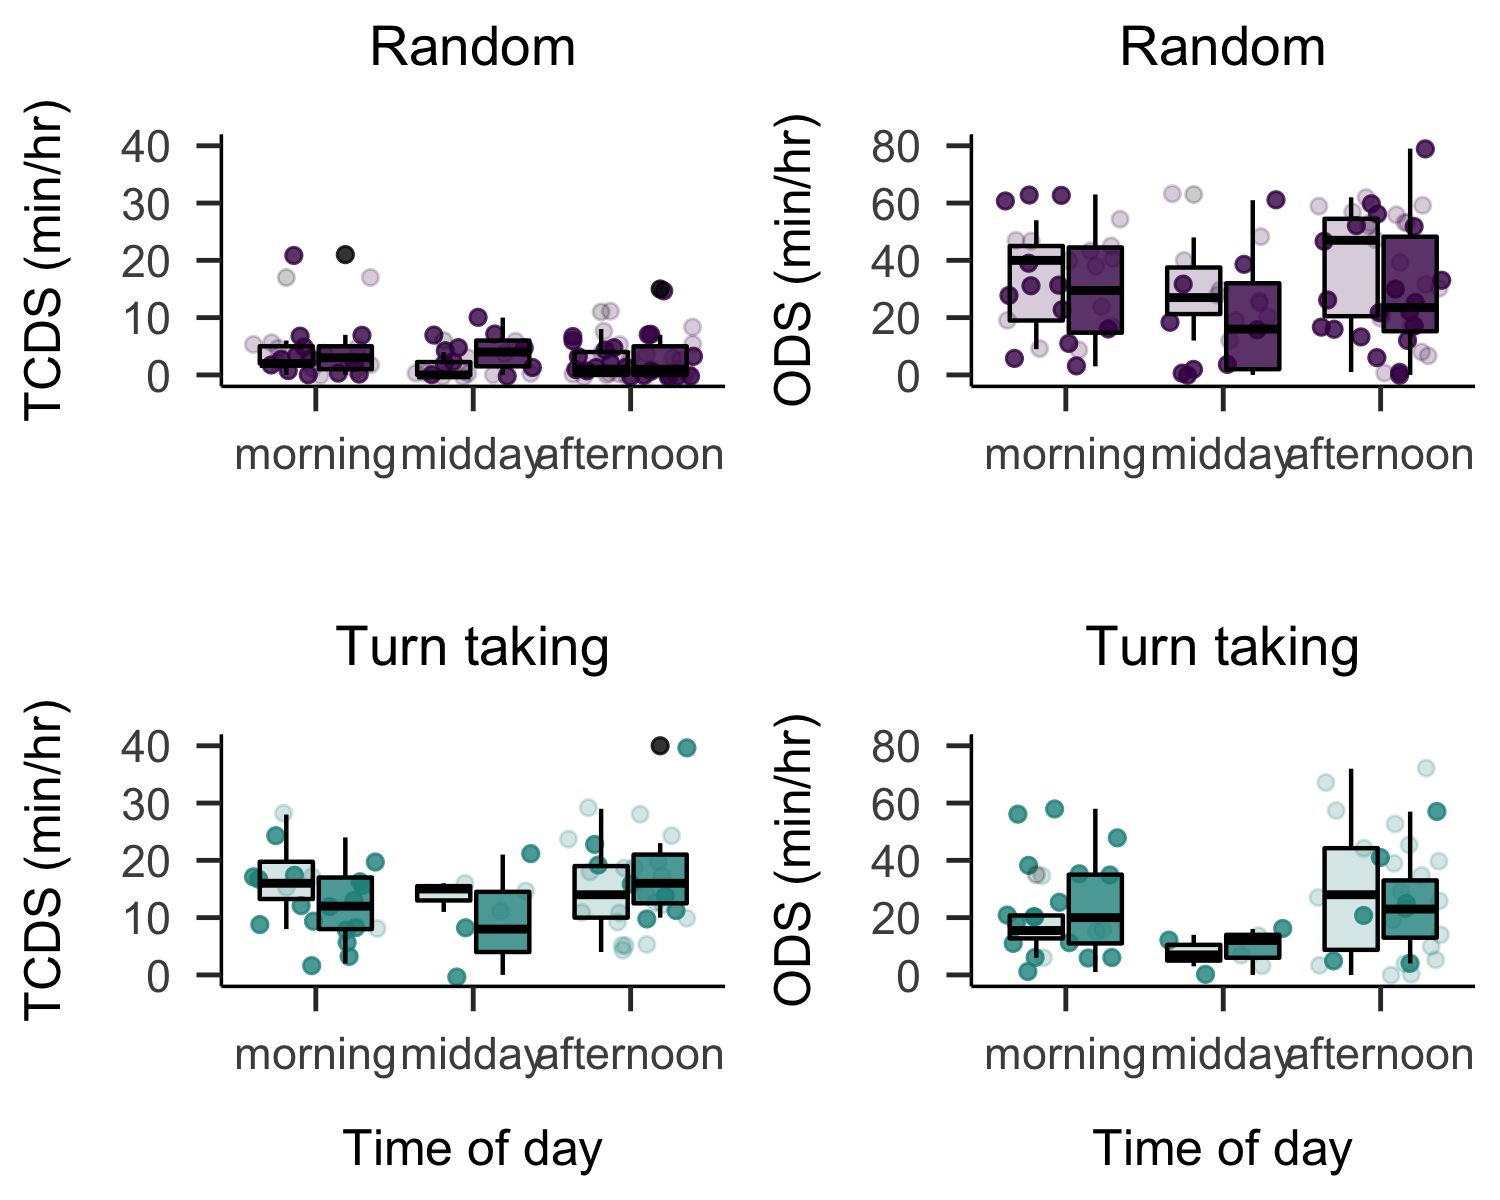 Random
TCDS (min/hr)
40
30
20
10
0
morning midday afternoon
Random
ODS (min/hr)
80
60
40
20
0
morning midday afternoon
Turn taking
TCDS (min/hr)
40
30
20
10
0
morning midday afternoon
Time of day
Turn taking
ODS (min/hr)
80
60
40
20
0
morning midday afternoon
Time of day